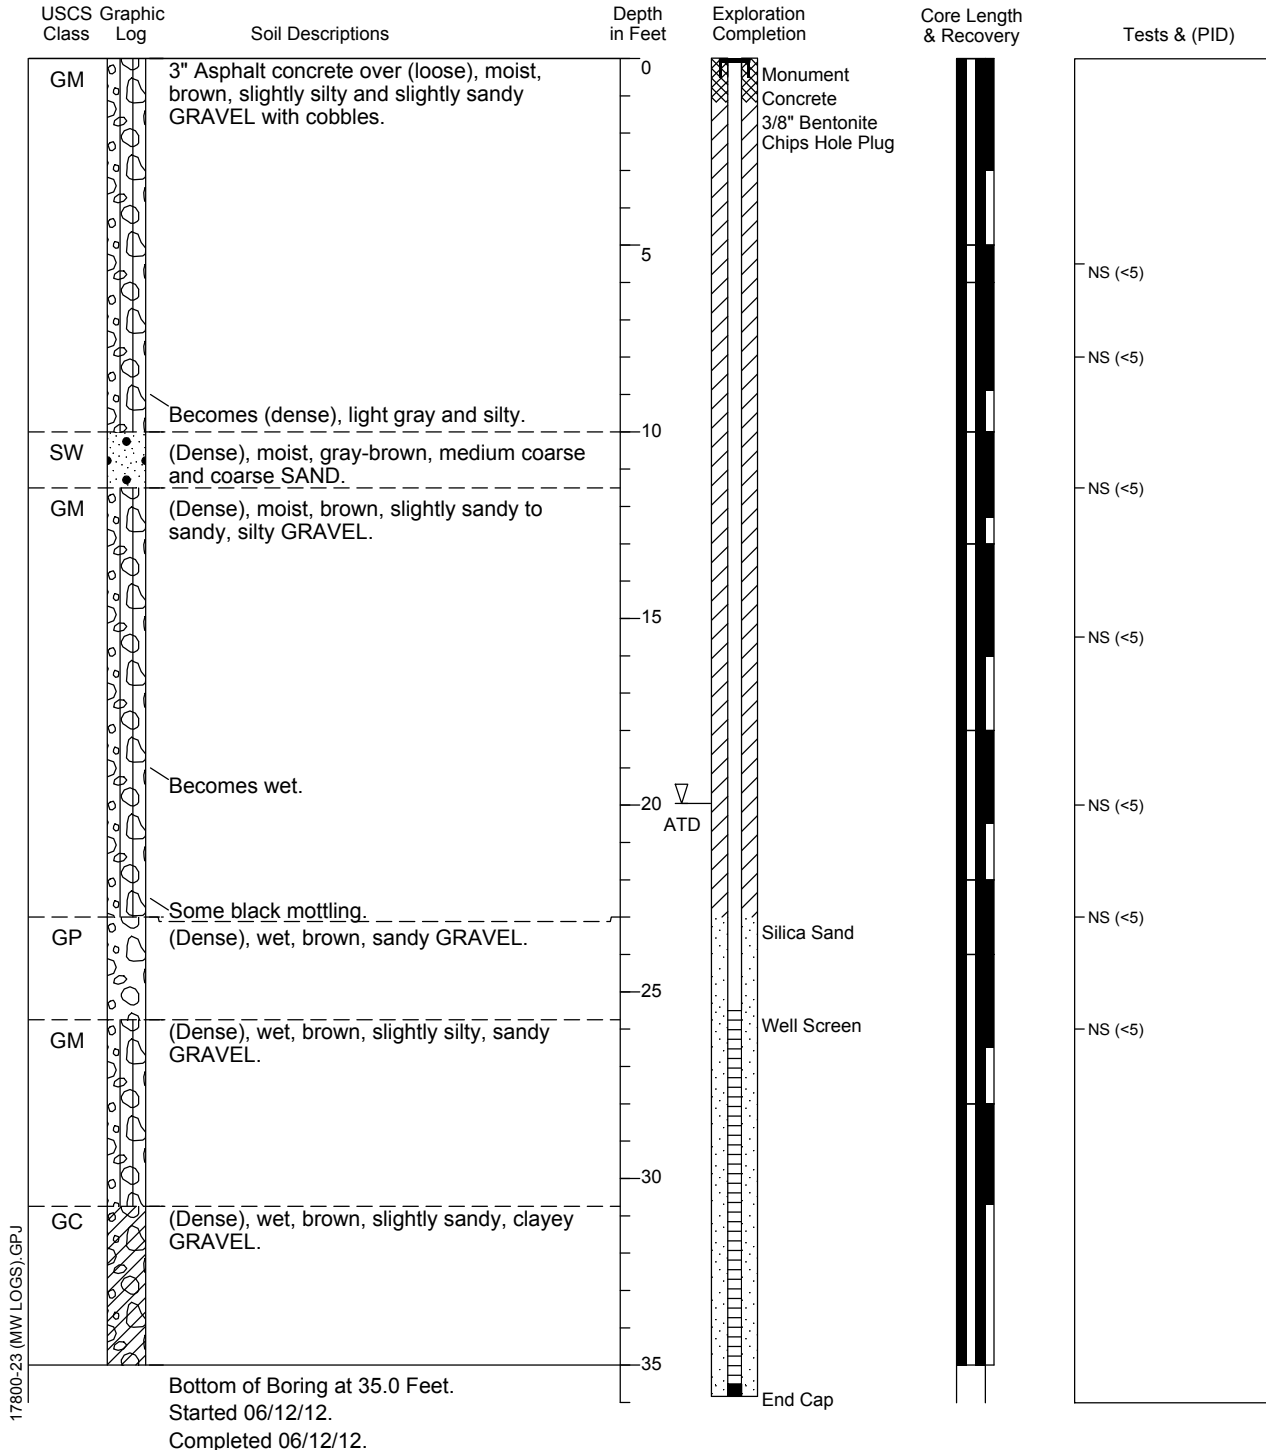 USCS Graphic
Class Log
Soil Descriptions
Depth
in Feet
Exploration
Completion
Core Length
& Recovery
Tests & (PID)
GM
3" Asphalt concrete over (loose), moist,
brown, slightly silty and slightly sandy
GRAVEL with cobbles.
0
Monument
Concrete
3/8" Bentonite
Chips Hole Plug
5
NS (<5)
NS (<5)
Becomes (dense), light gray and silty.
10
SW
(Dense), moist, gray-brown, medium coarse
and coarse SAND.
NS (<5)
GM
(Dense), moist, brown, slightly sandy to
sandy, silty GRAVEL.
15
NS (<5)
Becomes wet.
20
ATD
NS (<5)
Some black mottling.
NS (<5)
GP
(Dense), wet, brown, sandy GRAVEL.
Silica Sand
25
GM
(Dense), wet, brown, slightly silty, sandy
GRAVEL.
Well Screen
NS (<5)
30
GC
(Dense), wet, brown, slightly sandy, clayey
GRAVEL.
35
Bottom of Boring at 35.0 Feet.
Started 06/12/12.
Completed 06/12/12.
End Cap
17800-23 (MW LOGS).GPJ